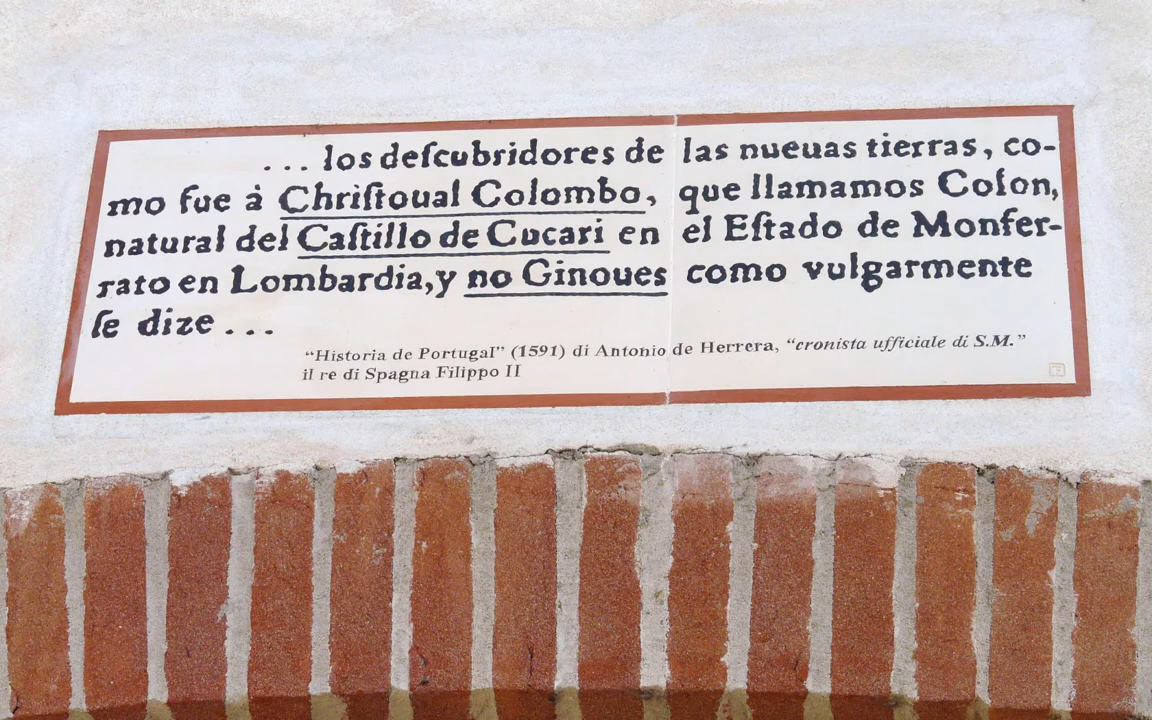 ... los deſcubridores de las nueuas tierras, co-
mo fue à Chriſtoual Colombo, que llamamos Colon,
natural del Caſtillo de Cucari en el Eſtado de Monfer-
rato en Lombardia, y no Ginoues como vulgarmente
ſe dize ...
“Historia de Portugal” (1591) di Antonio de Herrera, “cronista ufficiale di S.M.”
il re di Spagna Filippo II